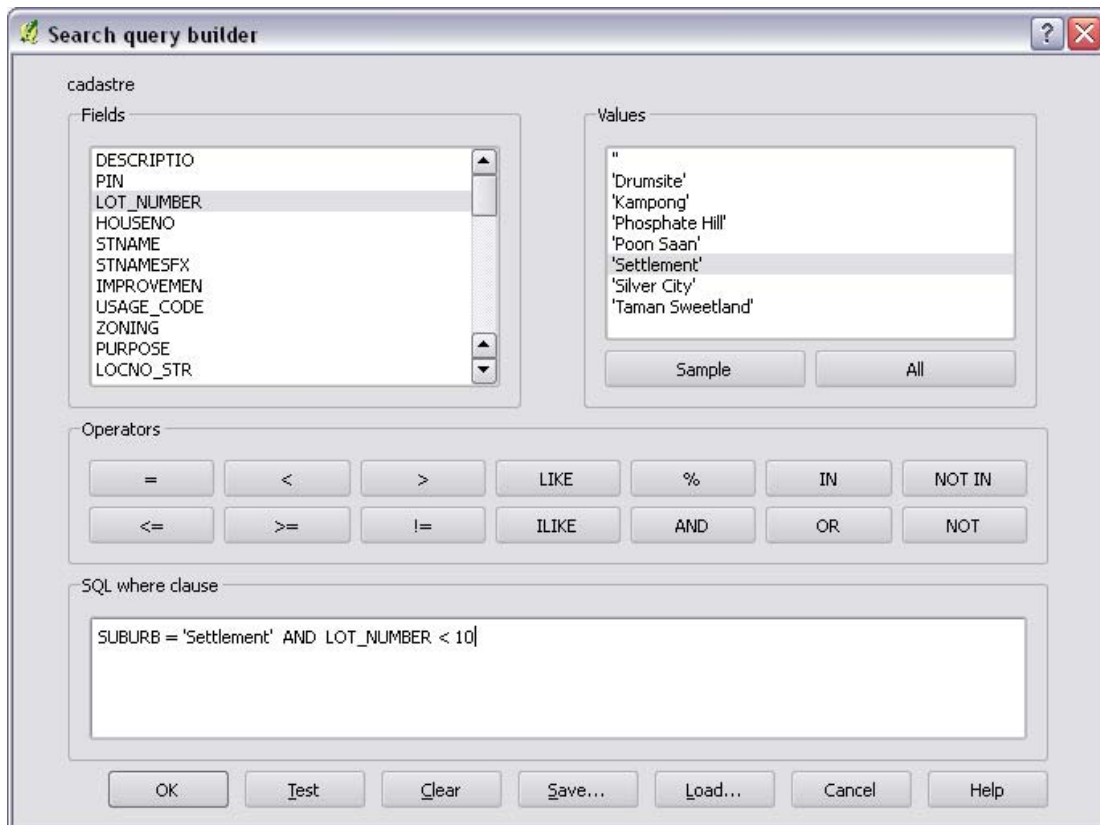 Search query builder
?
X
cadastre
Fields
DESCRIPTIO
PIN
LOT_NUMBER
HOUSENO
STNAME
STNAMESFX
IMPROVEMEN
USAGE_CODE
ZONING
PURPOSE
LOCNO_STR
Values
''
'Drumsite'
'Kampong'
'Phosphate Hill'
'Poon Saan'
'Settlement'
'Silver City'
'Taman Sweetland'
Sample All
Operators
= < > LIKE % IN NOT IN
<= >= != ILIKE AND OR NOT
SQL where clause
SUBURB = 'Settlement' AND LOT_NUMBER < 10
OK Test Clear Save... Load... Cancel Help